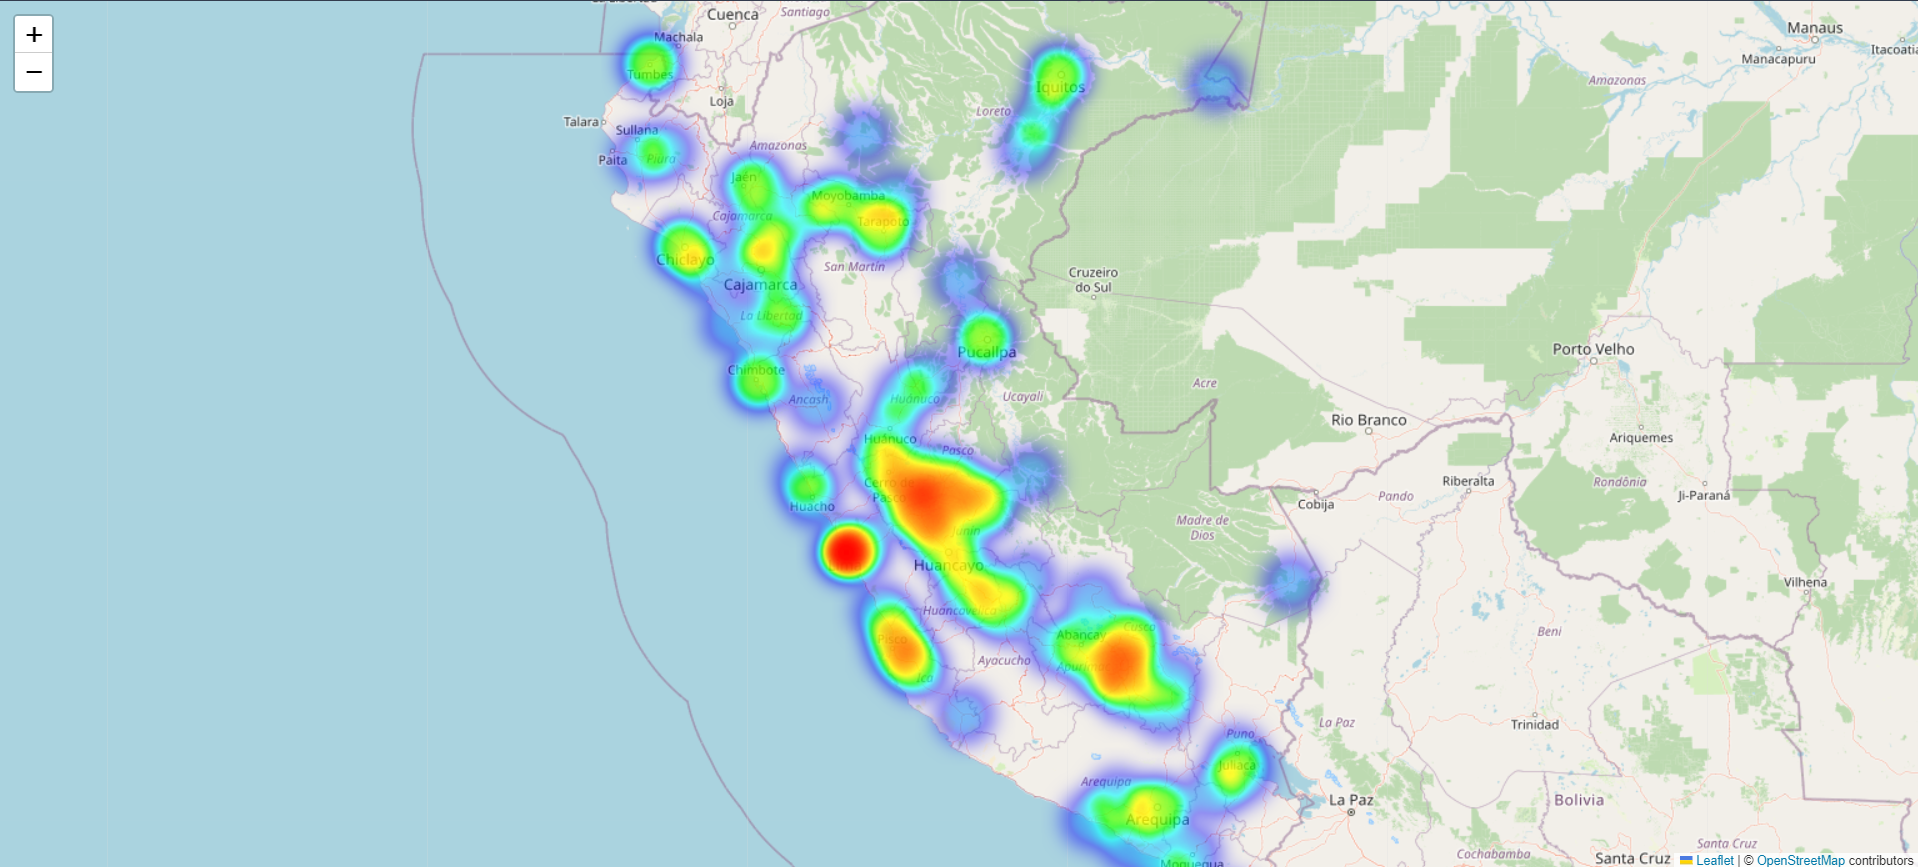 +
−
Cuenca
Santiago
Machala
Tumbes
Loja
Talara
Sullana
Paita
Piura
Amazonas
Iquitos
Loreto
Manaus
Manacapuru
Amazonas
Jaén
Moyobamba
Cajamarca
Tarapoto
Chiclayo
San Martín
Cajamarca
La Libertad
Cruzeiro
do Sul
Pucallpa
Chimbote
Ancash
Huánuco
Ucayali
Acre
Porto Velho
Rio Branco
Ariquemes
Huánuco
Pasco
Cerro de
Pasco
Huacho
Junín
Cobija
Pando
Riberalta
Rondônia
Ji-Paraná
Madre de
Dios
Huancayo
Huancavelica
Vilhena
Pisco
Ica
Abancay
Cusco
Apurímac
Ayacucho
Beni
La Paz
Trinidad
Puno
Juliaca
Arequipa
Arequipa
La Paz
Bolivia
Moquegua
Cochabamba
Santa Cruz
Santa Cruz
Leaflet | © OpenStreetMap contributors